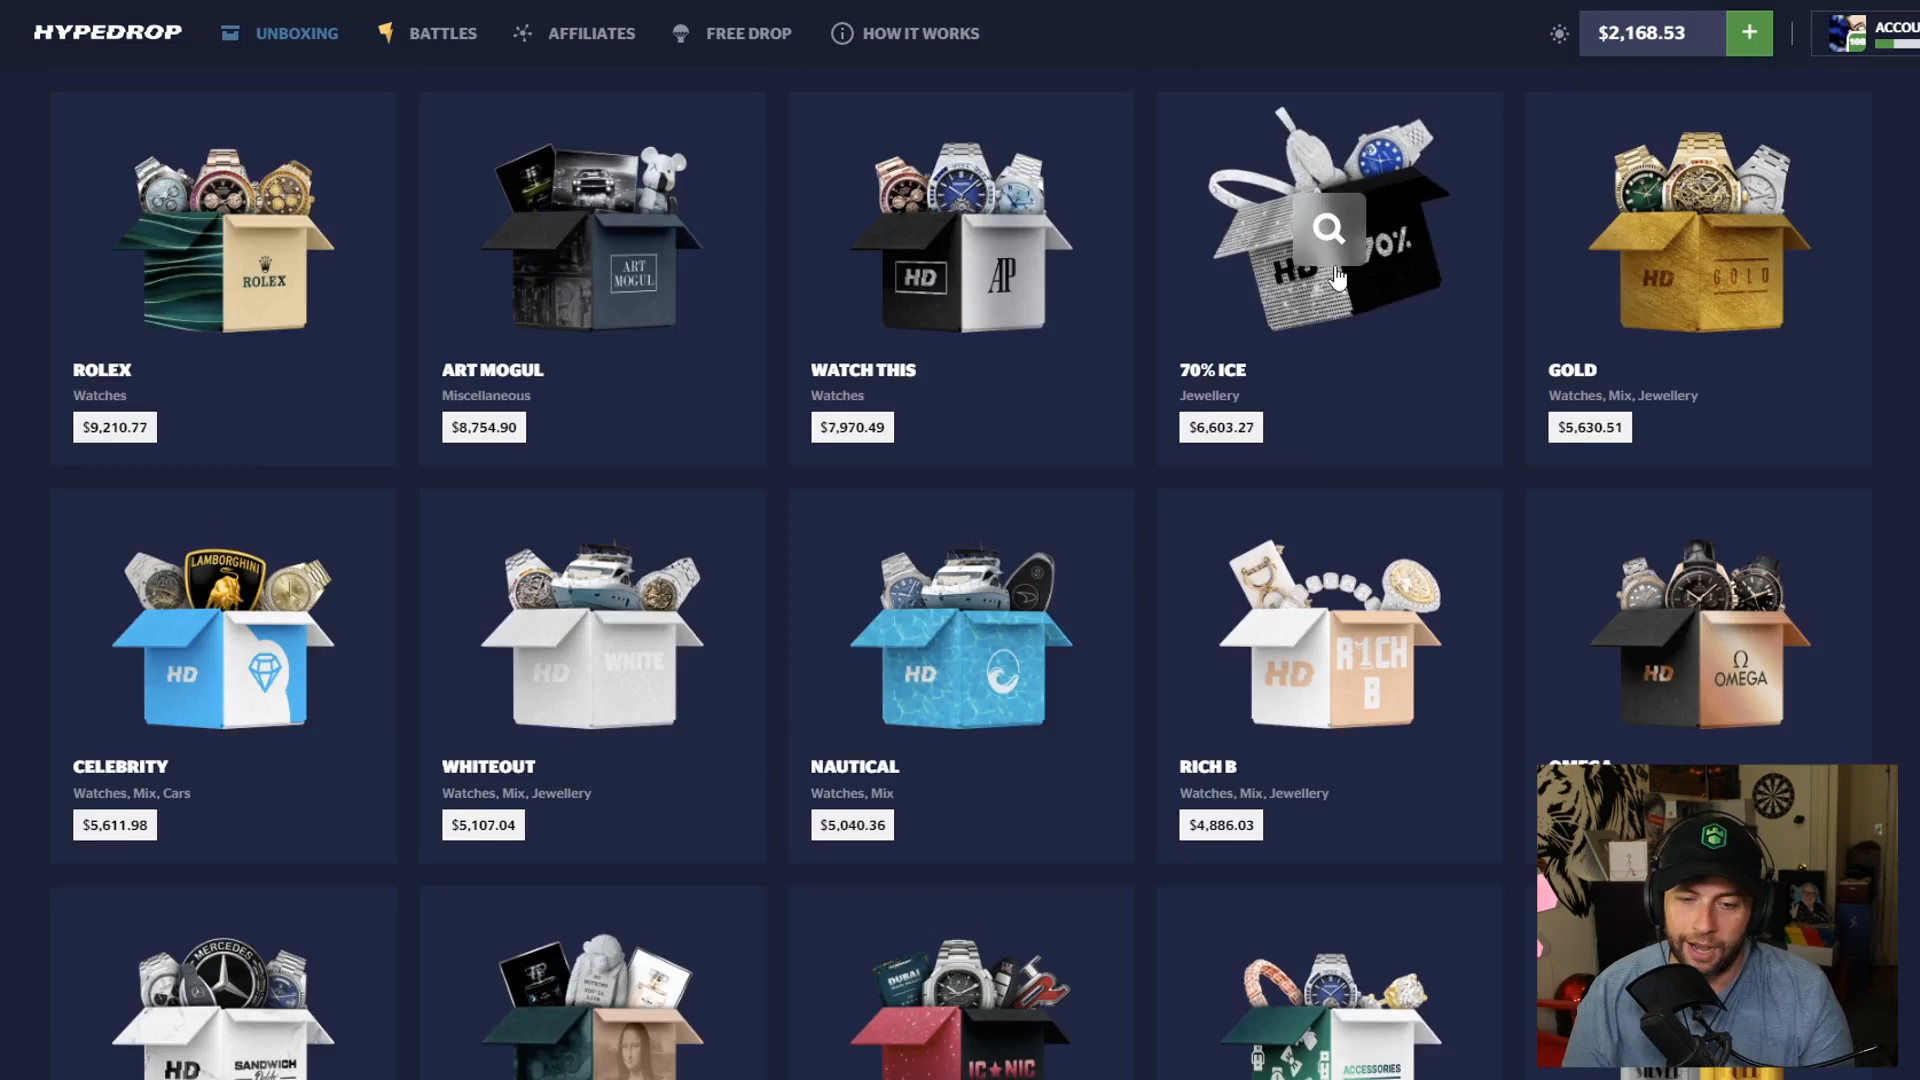 HYPEDROP
UNBOXING
BATTLES
AFFILIATES
FREE DROP
HOW IT WORKS
$2,168.53
+
100
ACCOU
ROLEX
ROLEX
Watches
$9,210.77
ART
MOGUL
ART MOGUL
Miscellaneous
$8,754.90
HD
AP
WATCH THIS
Watches
$7,970.49
70% ICE
Jewellery
$6,603.27
HD
GOLD
GOLD
Watches, Mix, Jewellery
$5,630.51
LAMBORGHINI
HD
CELEBRITY
Watches, Mix, Cars
$5,611.98
HD
WHITE
WHITEOUT
Watches, Mix, Jewellery
$5,107.04
HD
NAUTICAL
Watches, Mix
$5,040.36
HD
R1CH
B
RICH B
Watches, Mix, Jewellery
$4,886.03
HD
Ω
OMEGA
MERCEDES
HD
SANDWICH
DUBAI
IC★NIC
ACCESSORIES